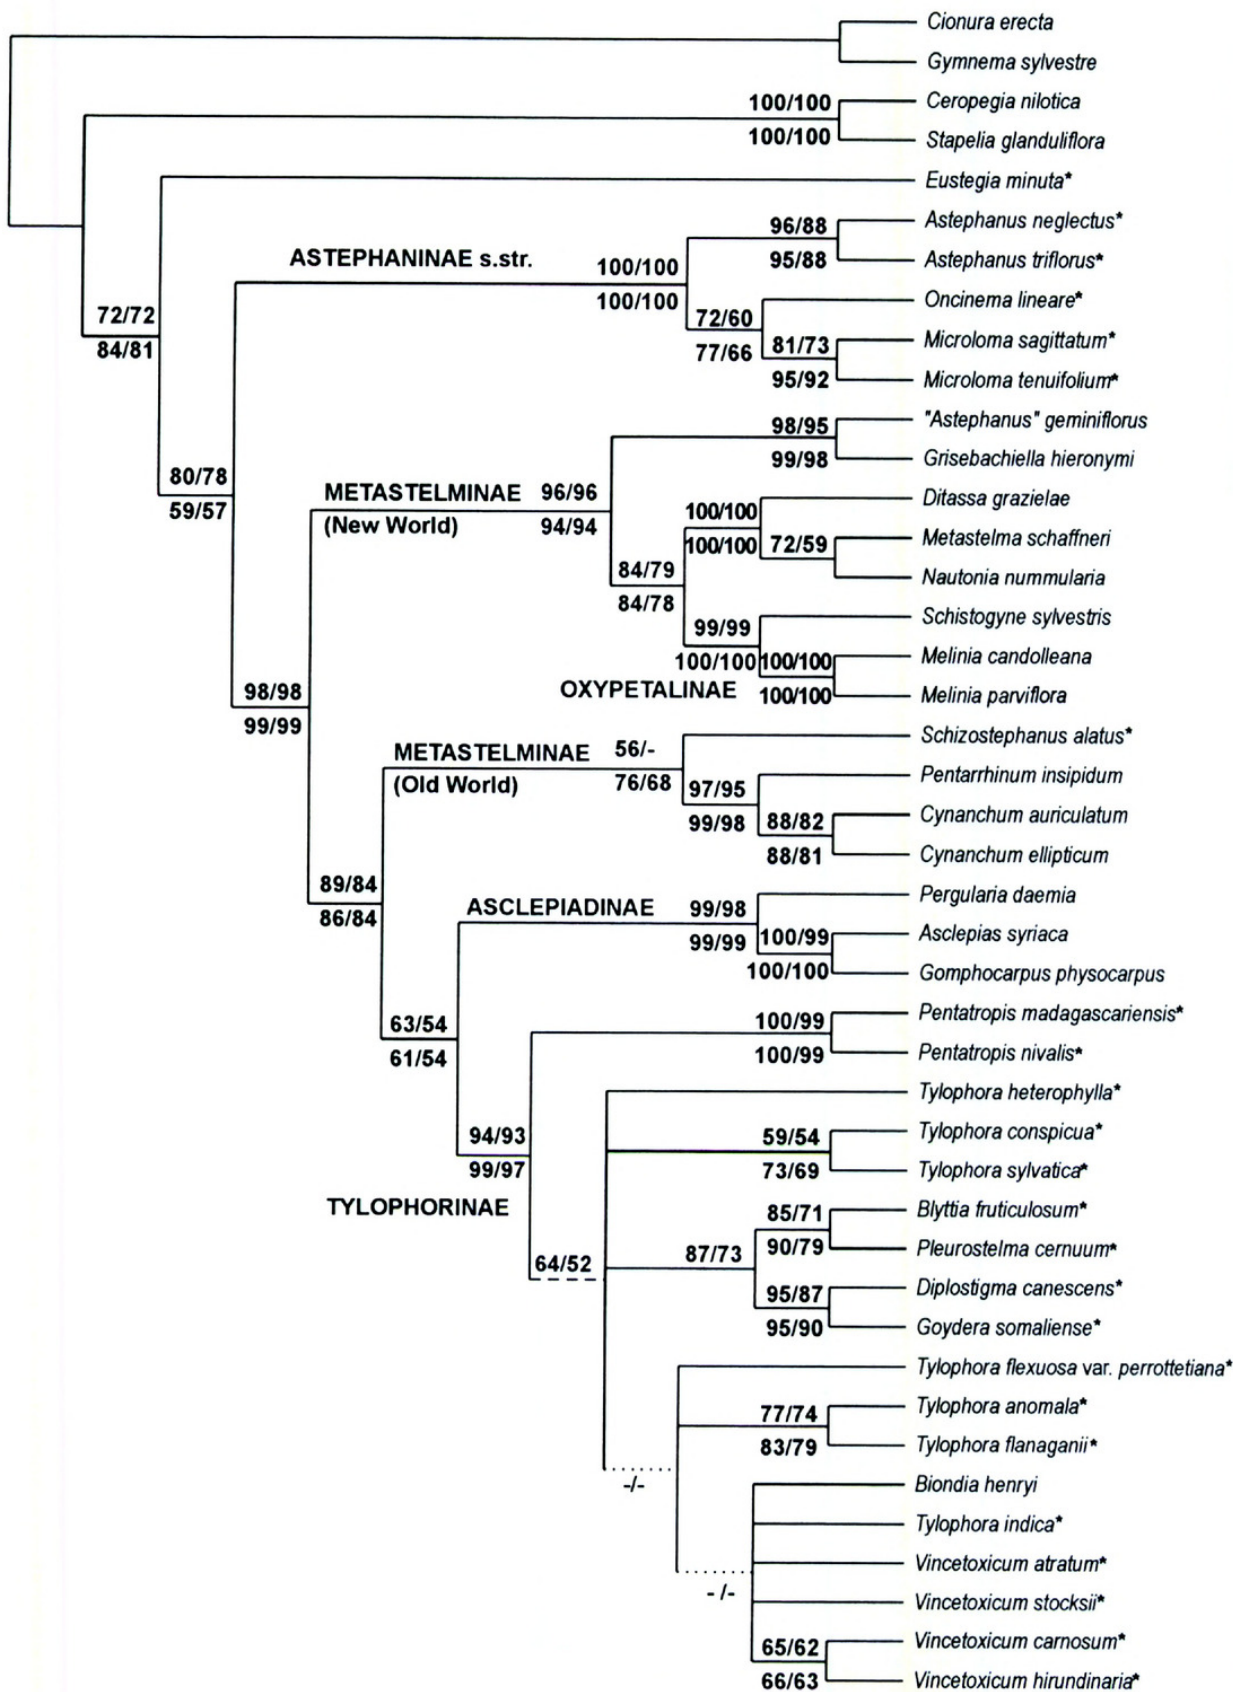 Cionura erecta
Gymnema sylvestre
100/100
Ceropegia nilotica
100/100
Stapelia glanduliflora
Eustegia minuta*
96/88
Astephanus neglectus*
ASTEPHANINAE s.str.
100/100
95/88
Astephanus triflorus*
100/100
Oncinema lineare*
72/72
72/60
84/81
77/66
81/73
Microloma sagittatum*
95/92
Microloma tenuifolium*
98/95
"Astephanus" geminiflorus
99/98
Grisebachiella hieronymi
80/78
59/57
METASTELMINAE
(New World)
96/96
94/94
Ditassa grazielae
100/100
100/100
72/59
Metastelma schaffneri
Nautonia nummularia
84/79
84/78
Schistogyne sylvestris
99/99
100/100
100/100
Melinia candolleana
100/100
Melinia parviflora
OXYPETALINAE
98/98
99/99
Schizostephanus alatus*
METASTELMINAE
(Old World)
56/-
76/68
Pentarrhinum insipidum
97/95
99/98
88/82
Cynanchum auriculatum
88/81
Cynanchum ellipticum
89/84
86/84
Pergularia daemia
ASCLEPIADINAE
99/98
99/99
100/99
Asclepias syriaca
100/100
Gomphocarpus physocarpus
63/54
61/54
100/99
Pentatropis madagascariensis*
100/99
Pentatropis nivalis*
Tylophora heterophylla*
94/93
99/97
59/54
Tylophora conspicua*
73/69
Tylophora sylvatica*
TYLOPHORINAE
85/71
Blyttia fruticulosum*
90/79
Pleurostelma cernuum*
64/52
87/73
95/87
Diplostigma canescens*
95/90
Goydera somaliense*
Tylophora flexuosa var. perrottetiana*
77/74
Tylophora anomala*
83/79
Tylophora flanaganii*
-/-
Biondia henryi
Tylophora indica*
Vincetoxicum atratum*
- /-
Vincetoxicum stocksii*
65/62
Vincetoxicum carnosum*
66/63
Vincetoxicum hirundinaria*